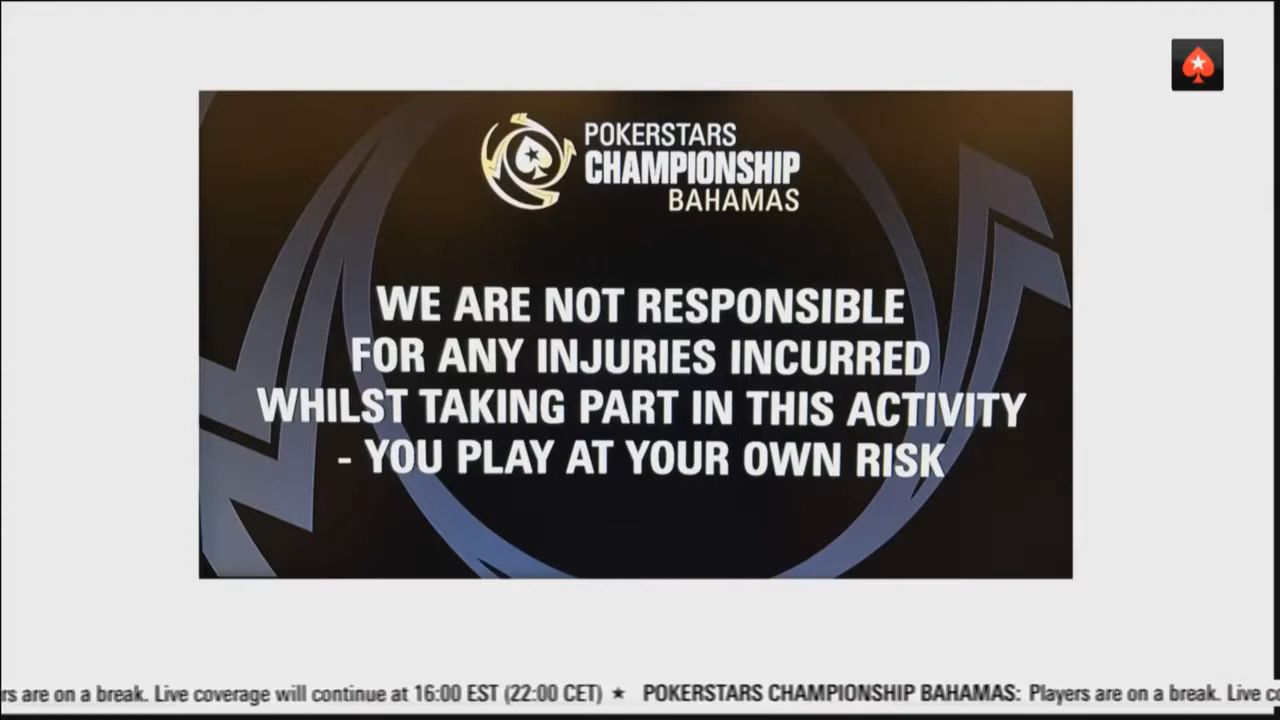 POKERSTARS
CHAMPIONSHIP
BAHAMAS
WE ARE NOT RESPONSIBLE
FOR ANY INJURIES INCURRED
WHILST TAKING PART IN THIS ACTIVITY
- YOU PLAY AT YOUR OWN RISK
are on a break. Live coverage will continue at 16:00 EST (22:00 CET) ★ POKERSTARS CHAMPIONSHIP BAHAMAS: Players are on a break. Live